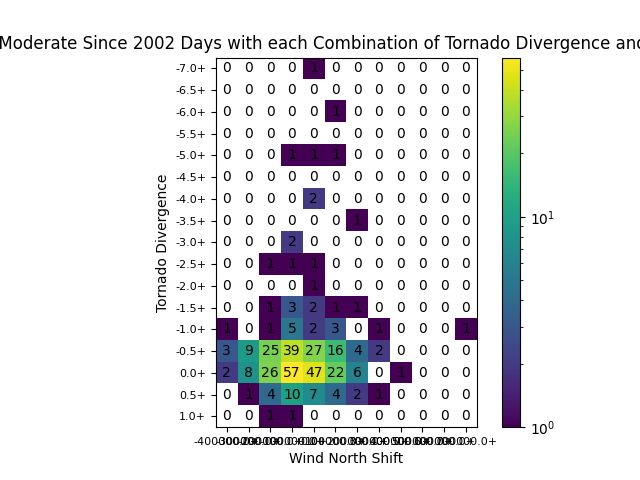 Moderate Since 2002 Days with each Combination of Tornado Divergence and
-7.0+ 0 0 0 0 1 0 0 0 0 0 0 0
-6.5+ 0 0 0 0 0 0 0 0 0 0 0 0
-6.0+ 0 0 0 0 0 1 0 0 0 0 0 0
-5.5+ 0 0 0 0 0 0 0 0 0 0 0 0
-5.0+ 0 0 0 1 1 1 0 0 0 0 0 0
-4.5+ 0 0 0 0 0 0 0 0 0 0 0 0
-4.0+ 0 0 0 0 2 0 0 0 0 0 0 0
-3.5+ 0 0 0 0 0 0 1 0 0 0 0 0
-3.0+ 0 0 0 2 0 0 0 0 0 0 0 0
-2.5+ 0 0 1 1 1 0 0 0 0 0 0 0
-2.0+ 0 0 0 0 1 0 0 0 0 0 0 0
-1.5+ 0 0 1 3 2 1 1 0 0 0 0 0
-1.0+ 1 0 1 5 2 3 0 1 0 0 0 1
-0.5+ 3 9 25 39 27 16 4 2 0 0 0 0
0.0+ 2 8 26 57 47 22 6 0 1 0 0 0
0.5+ 0 1 4 10 7 4 2 1 0 0 0 0
1.0+ 0 0 1 1 0 0 0 0 0 0 0 0
Tornado Divergence
Wind North Shift
10¹
10⁰